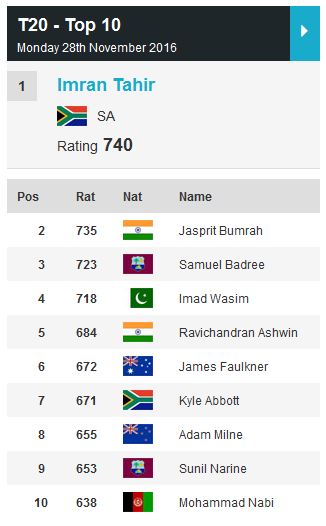 T20 - Top 10
Monday 28th November 2016
1 Imran Tahir
SA
Rating 740
Pos Rat Nat Name
2 735 Jasprit Bumrah
3 723 Samuel Badree
4 718 Imad Wasim
5 684 Ravichandran Ashwin
6 672 James Faulkner
7 671 Kyle Abbott
8 655 Adam Milne
9 653 Sunil Narine
10 638 Mohammad Nabi